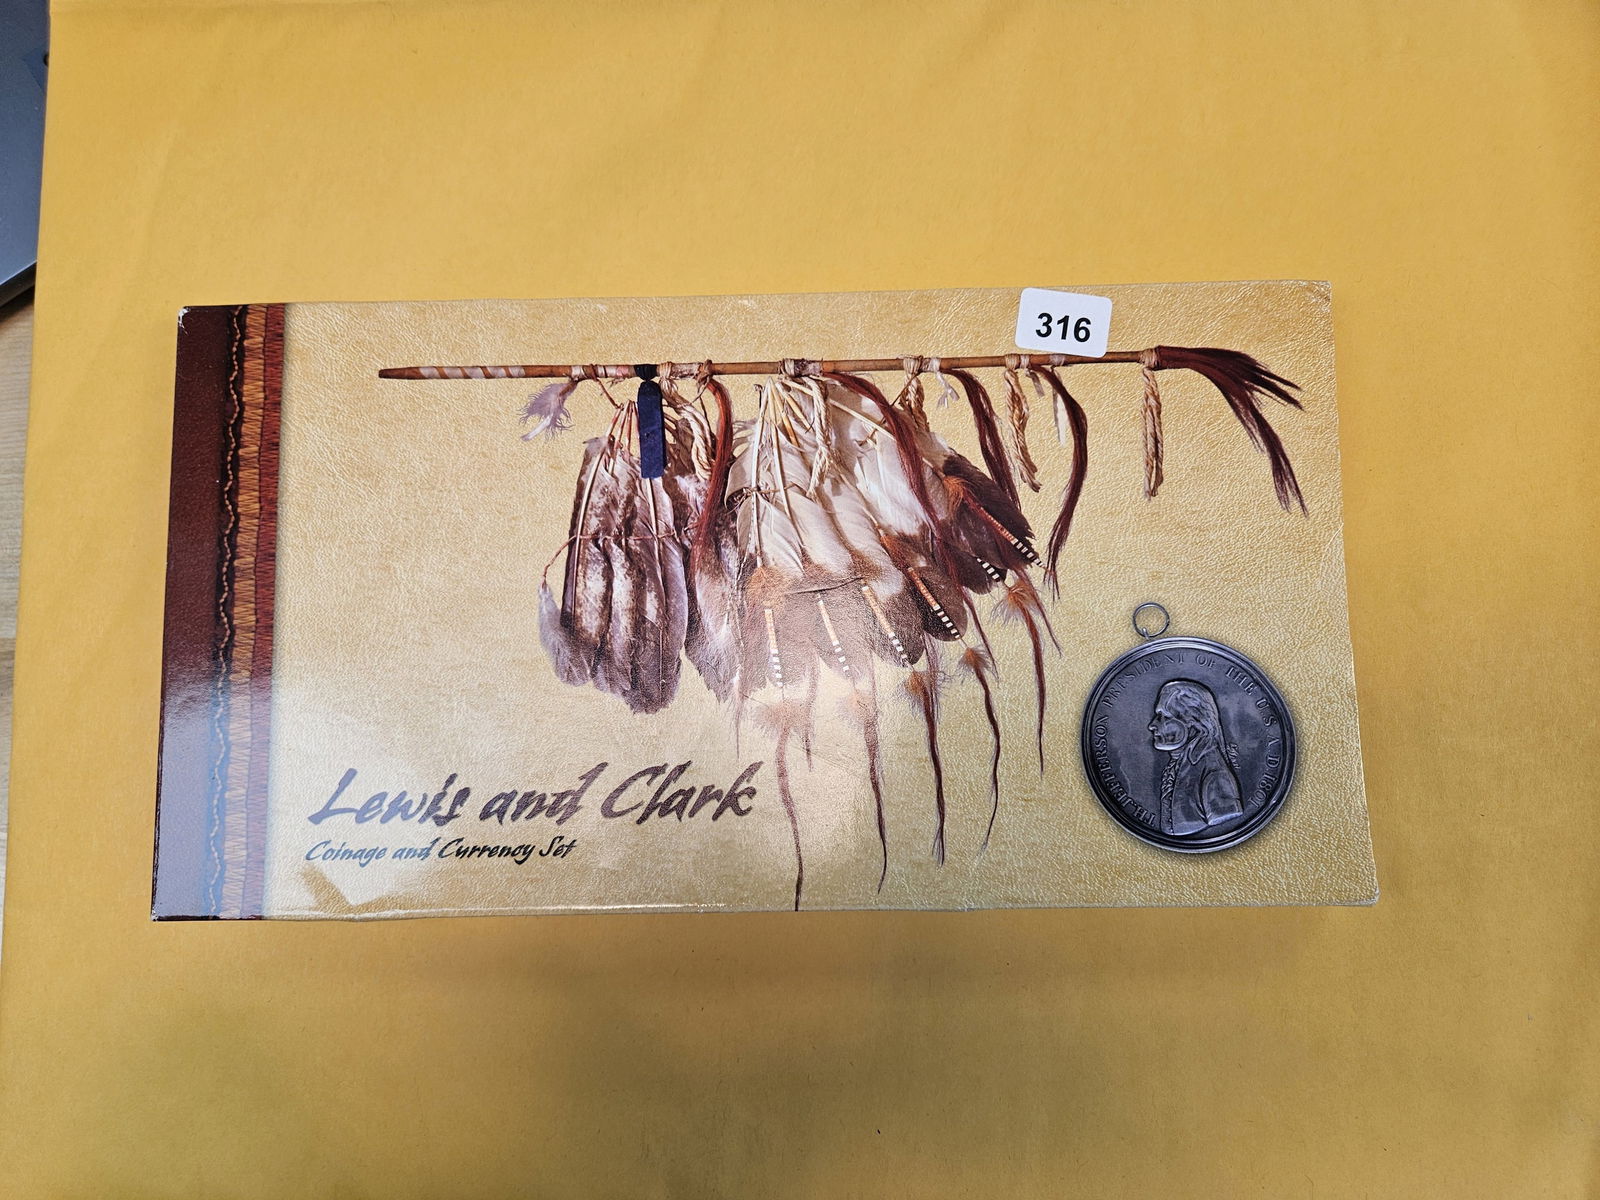 316
Lewis and Clark
Coinage and Currency Set
TH. JEFFERSON PRESIDENT OF THE U.S. A.D. 1801